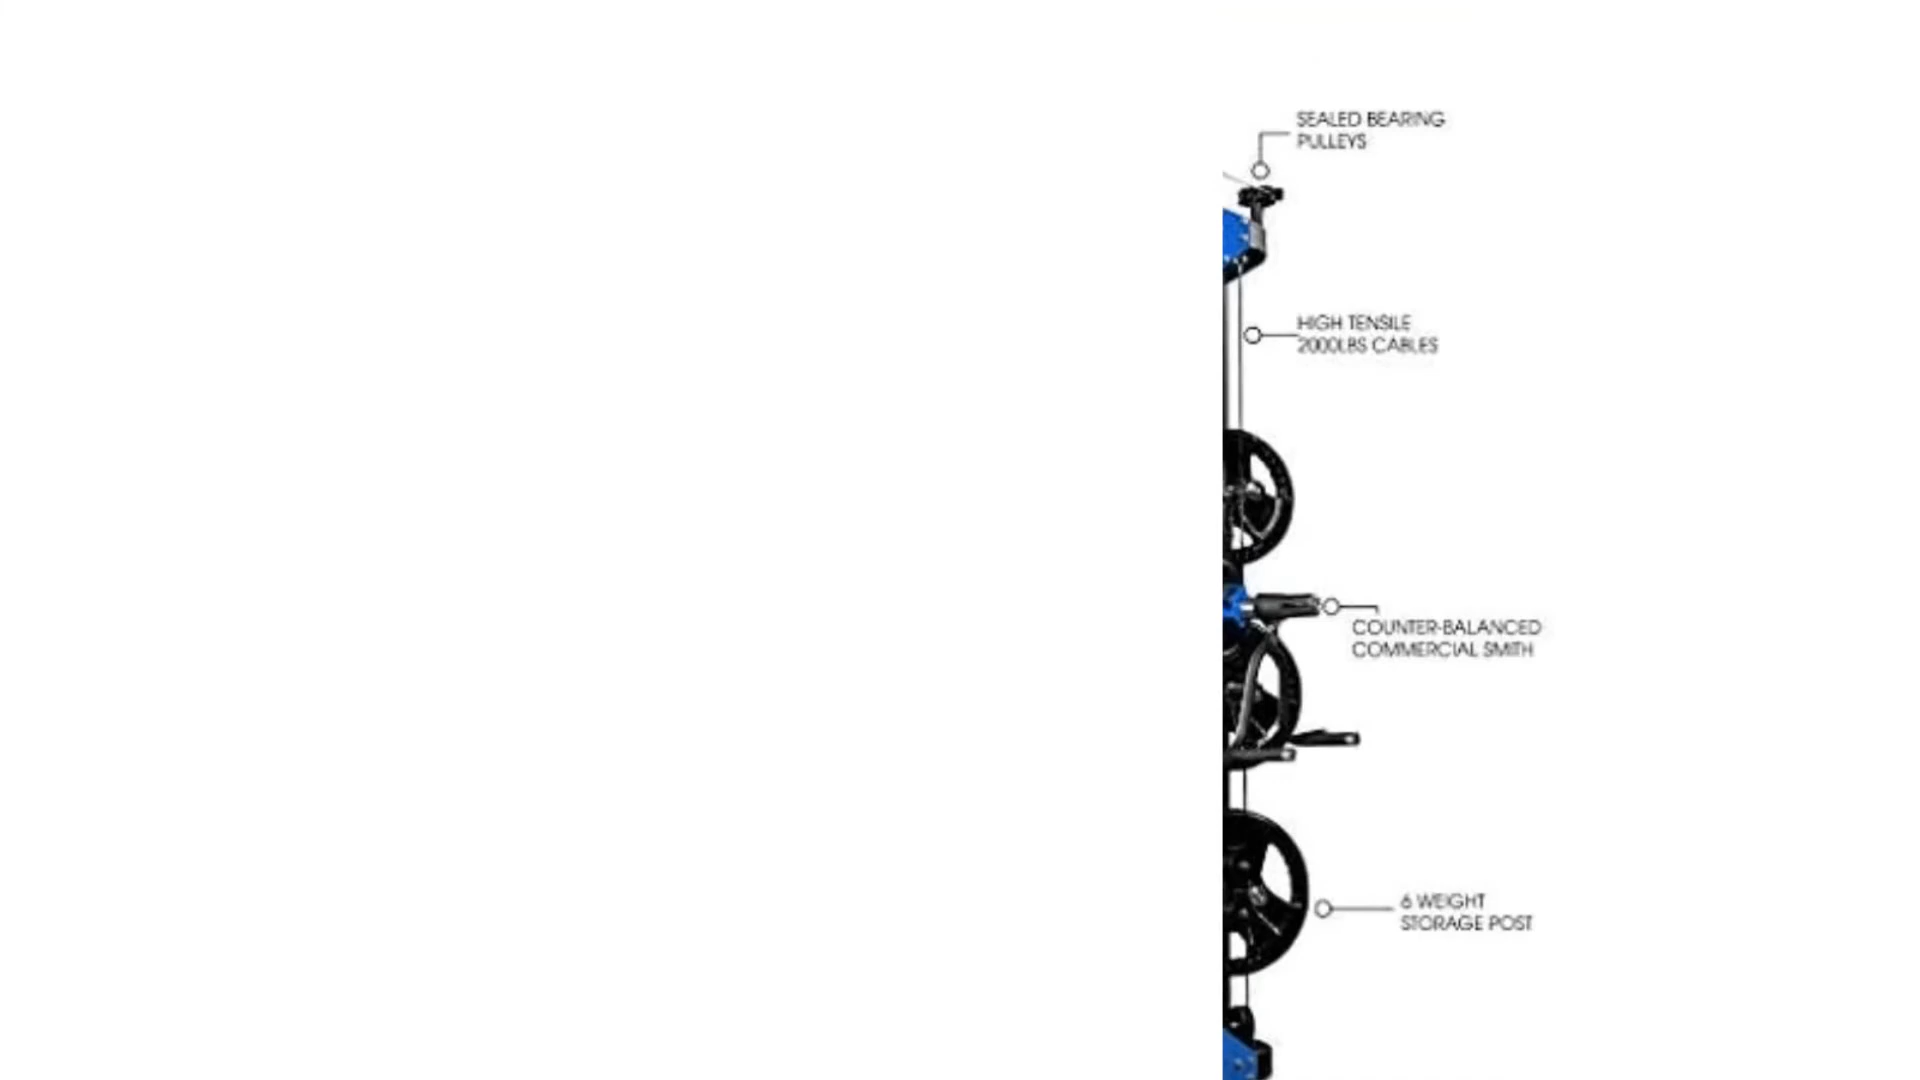 SEALED BEARING
PULLEYS
HIGH TENSILE
2000LBS CABLES
COUNTER-BALANCED
COMMERCIAL SMITH
6 WEIGHT
STORAGE POST